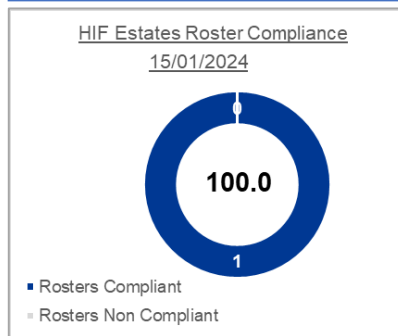 HIF Estates Roster Compliance
15/01/2024
0
100.0
1
Rosters Compliant
Rosters Non Compliant